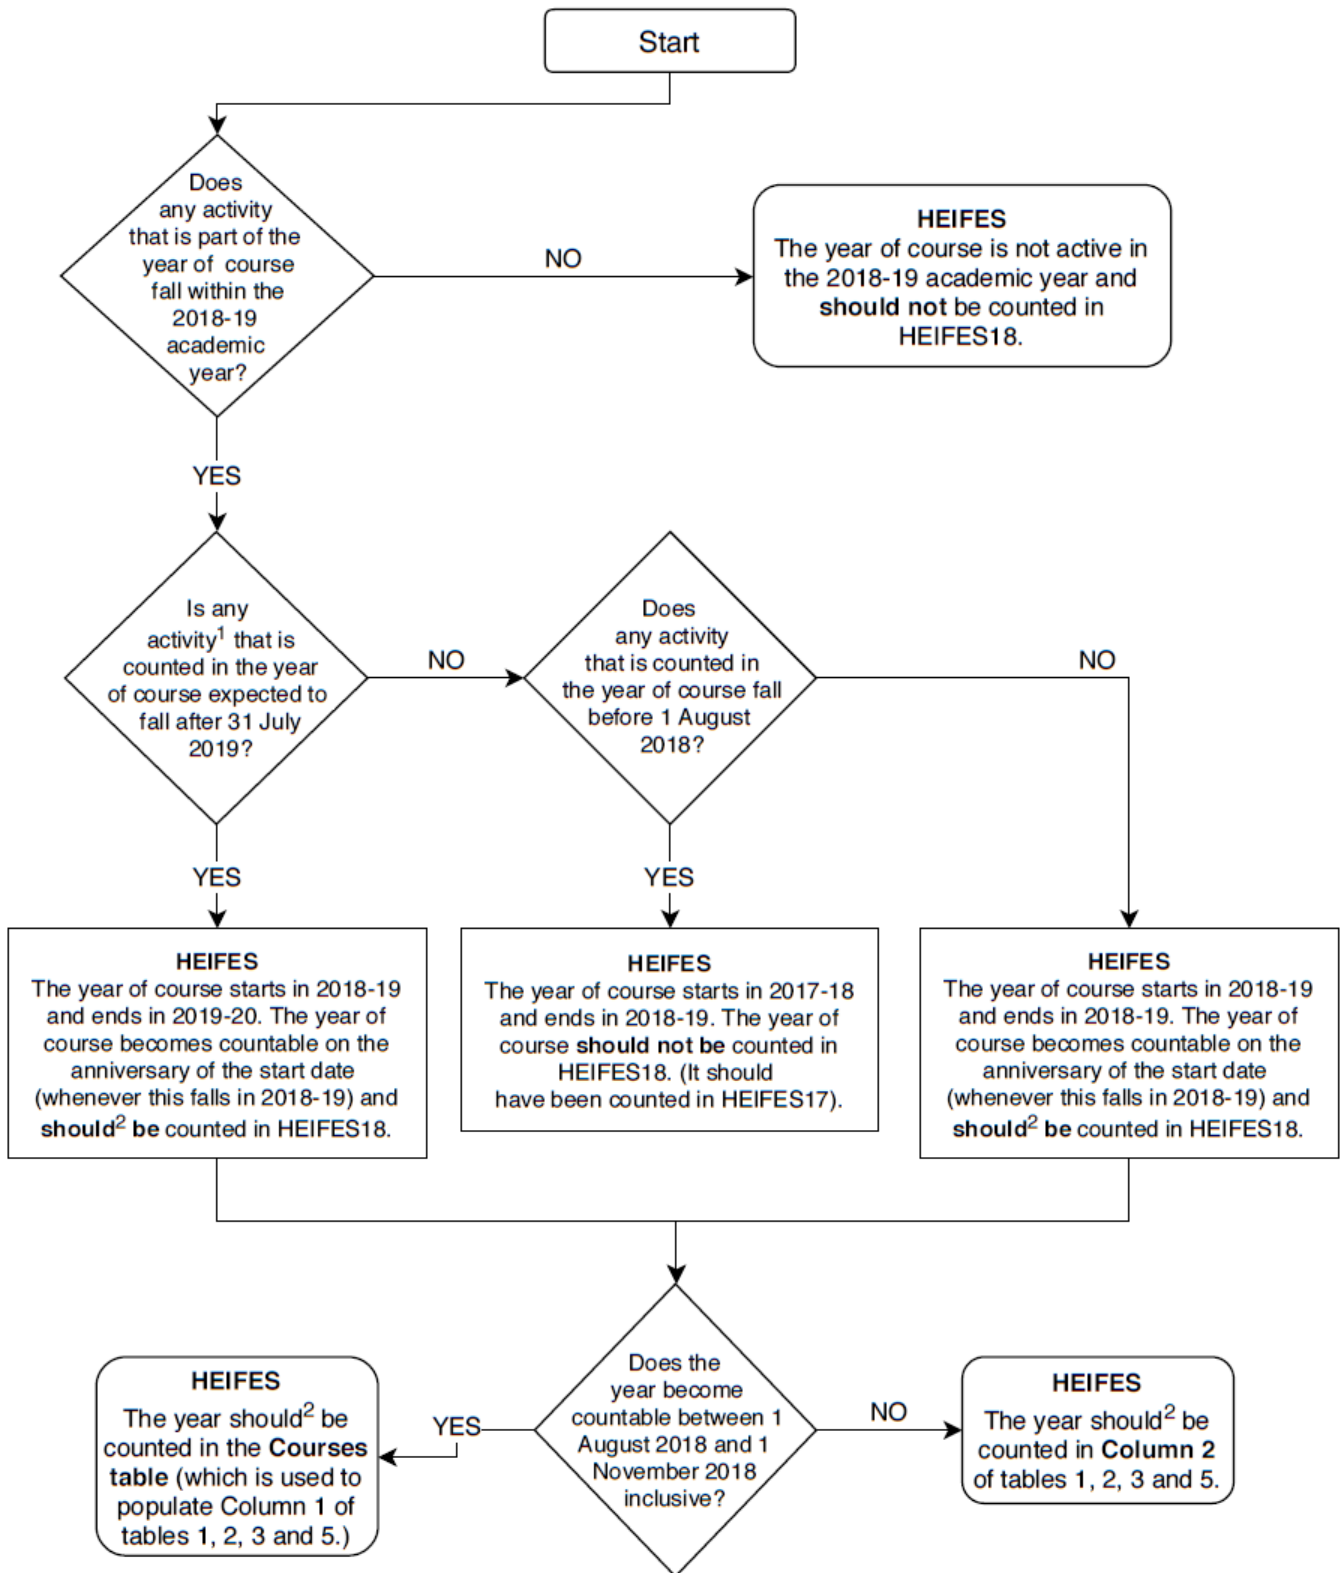 Start
Does
any activity
that is part of the
year of course
fall within the
2018-19
academic
year?
NO
HEIFES
The year of course is not active in
the 2018-19 academic year and
should not be counted in
HEIFES18.
YES
Is any
activity1 that is
counted in the year
of course expected to
fall after 31 July
2019?
NO
Does
any activity
that is counted in
the year of course fall
before 1 August
2018?
NO
YES
YES
HEIFES
The year of course starts in 2018-19
and ends in 2019-20. The year of
course becomes countable on the
anniversary of the start date
(whenever this falls in 2018-19) and
should2 be counted in HEIFES18.
HEIFES
The year of course starts in 2017-18
and ends in 2018-19. The year of
course should not be counted in
HEIFES18. (It should
have been counted in HEIFES17).
HEIFES
The year of course starts in 2018-19
and ends in 2018-19. The year of
course becomes countable on the
anniversary of the start date
(whenever this falls in 2018-19) and
should2 be counted in HEIFES18.
Does the
year become
countable between 1
August 2018 and 1
November 2018
inclusive?
YES
HEIFES
The year should2 be
counted in the Courses
table (which is used to
populate Column 1 of
tables 1, 2, 3 and 5.)
NO
HEIFES
The year should2 be
counted in Column 2
of tables 1, 2, 3 and 5.